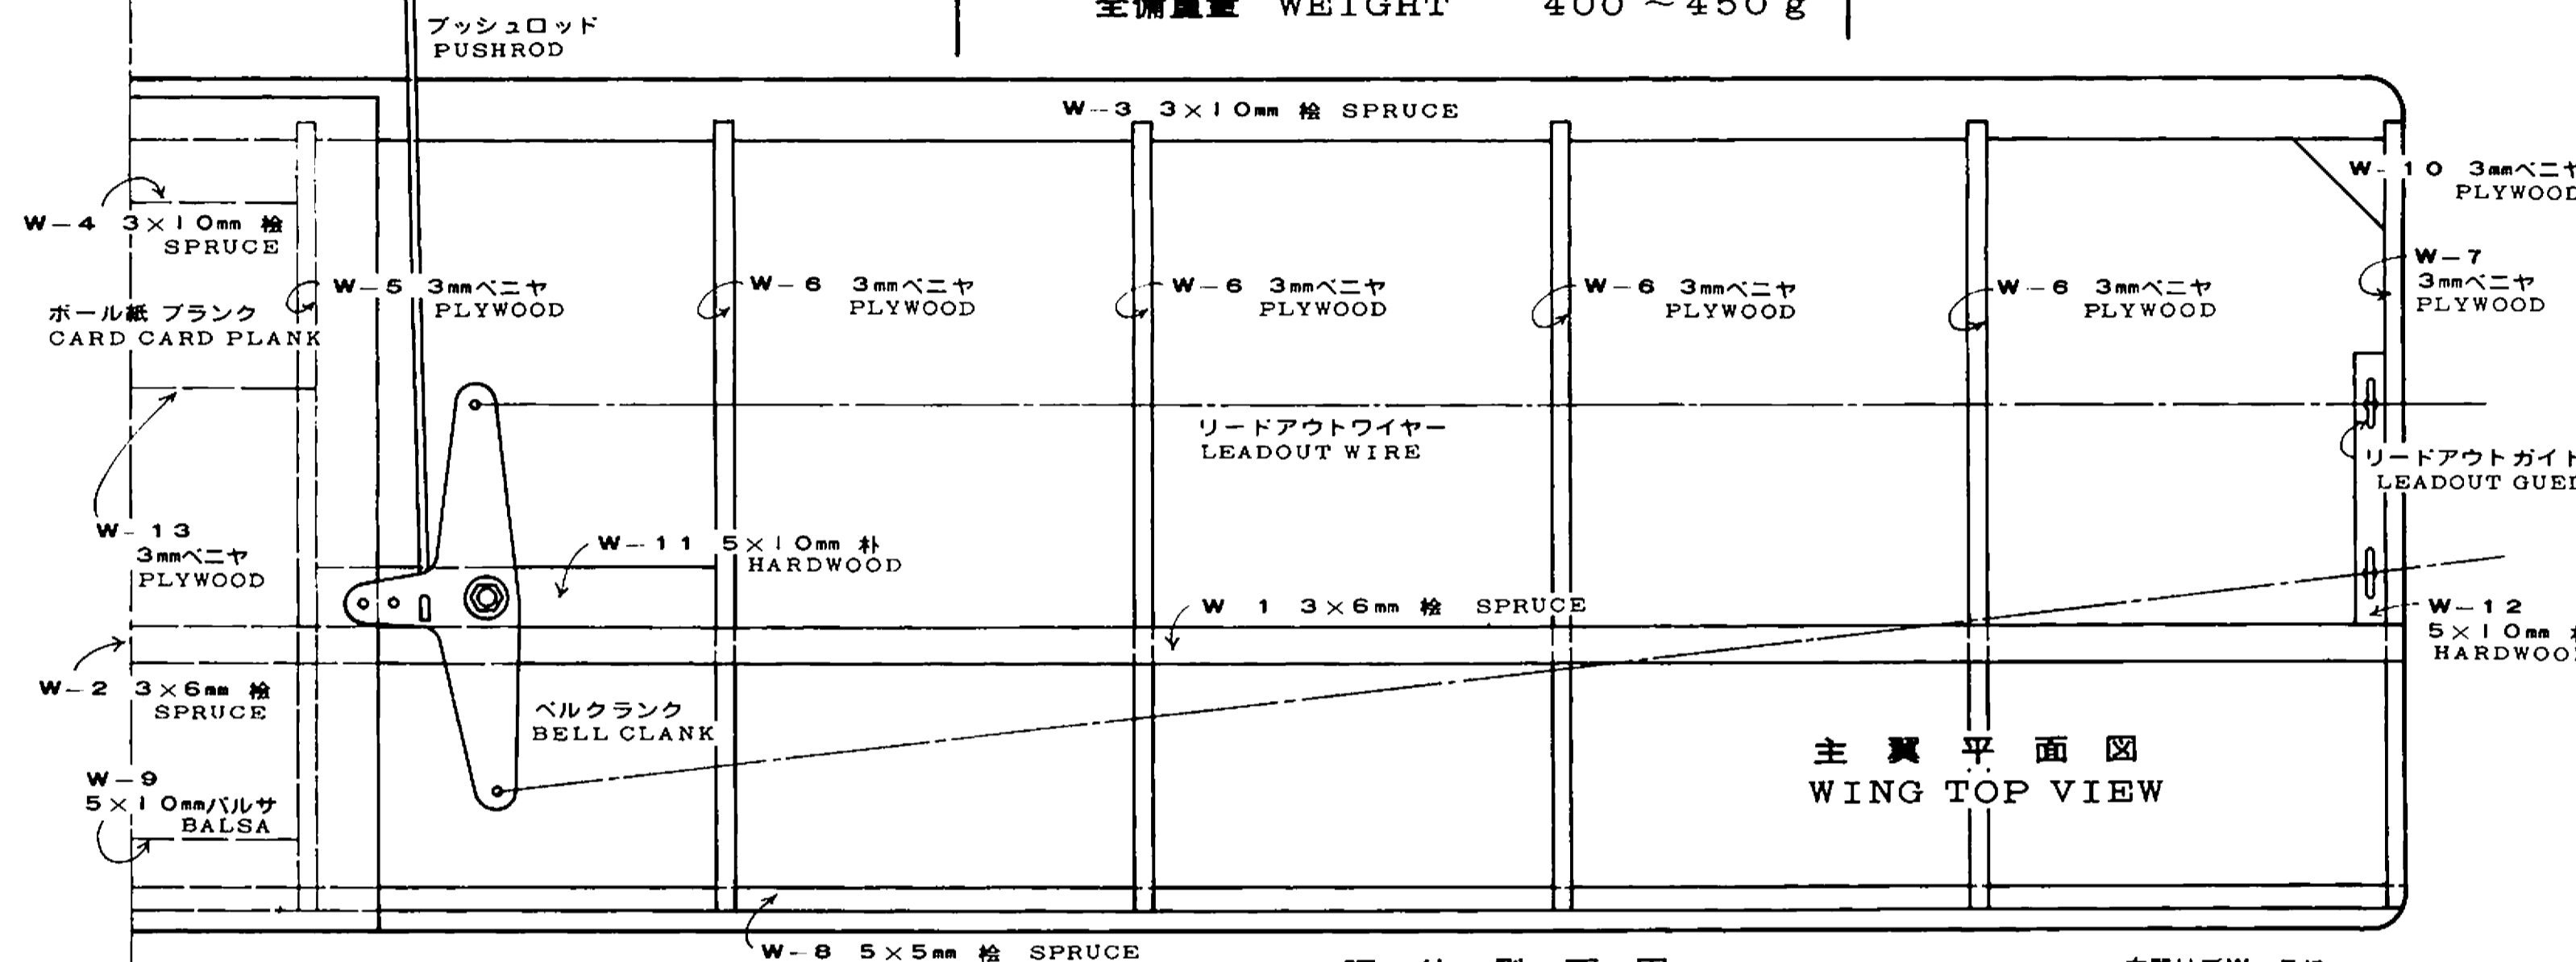 プッシュロッド
PUSHROD
全備重量 WEIGHT 400~450g
W-3 3×10mm 桧 SPRUCE
W-4 3×10mm 桧
SPRUCE
ボール紙 プランク
CARD CARD PLANK
W-5 3mmベニヤ
PLYWOOD
W-6 3mmベニヤ
PLYWOOD
W-6 3mmベニヤ
PLYWOOD
W-6 3mmベニヤ
PLYWOOD
W-6 3mmベニヤ
PLYWOOD
W-10 3mmベニヤ
PLYWOOD
W-7
3mmベニヤ
PLYWOOD
リードアウトワイヤー
LEADOUT WIRE
リードアウトガイド
LEADOUT GUEI
W-13
3mmベニヤ
PLYWOOD
W-11 5×10mm 朴
HARDWOOD
W 1 3×6mm 桧 SPRUCE
W-12
5×10mm
HARDWOO
W-2 3×6mm 桧
SPRUCE
ベルクランク
BELL CLANK
W-9
5×10mmバルサ
BALSA
主翼平面図
WING TOP VIEW
W-8 5×5mm 桧 SPRUCE